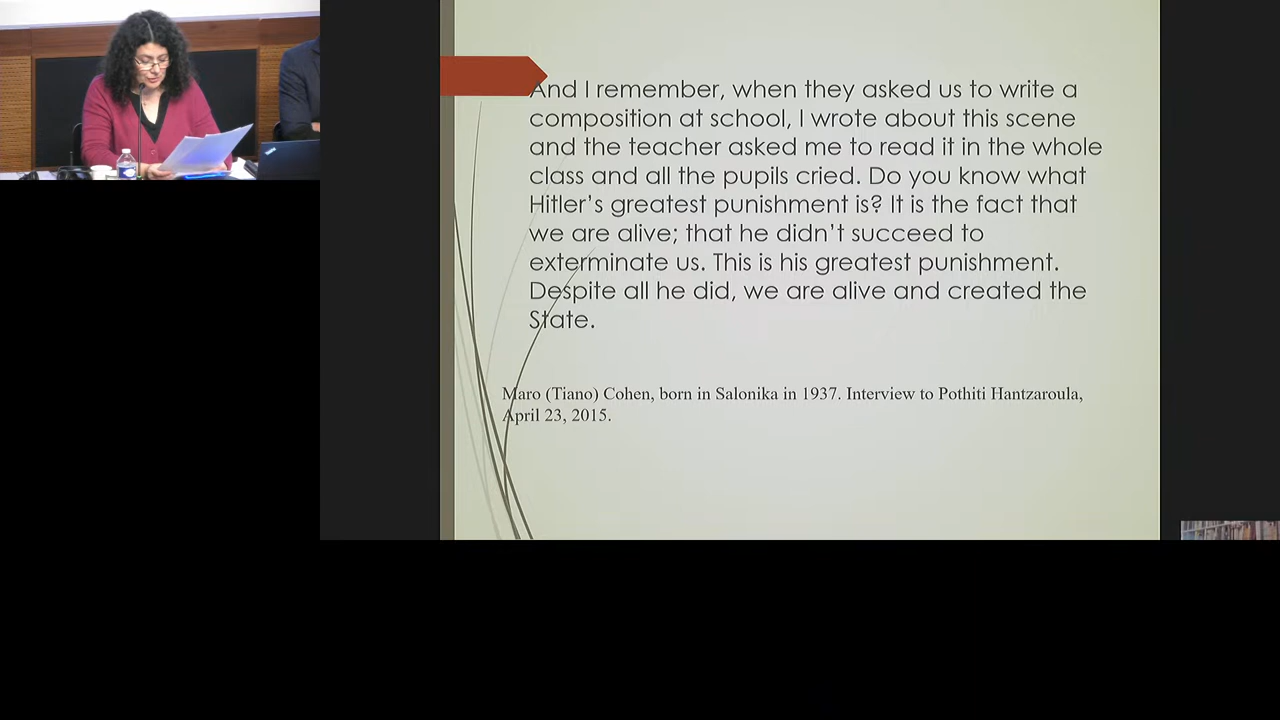 And I remember, when they asked us to write a
composition at school, I wrote about this scene
and the teacher asked me to read it in the whole
class and all the pupils cried. Do you know what
Hitler’s greatest punishment is? It is the fact that
we are alive; that he didn’t succeed to
exterminate us. This is his greatest punishment.
Despite all he did, we are alive and created the
State.
Maro (Tiano) Cohen, born in Salonika in 1937. Interview to Pothiti Hantzaroula,
April 23, 2015.